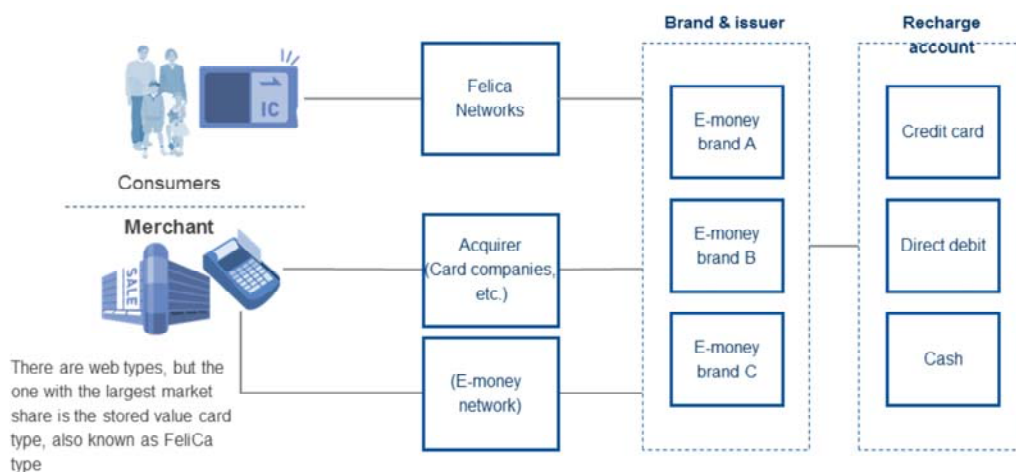 Brand & issuer
Recharge
account
Felica
Networks
E-money
brand A
Credit card
IC
Consumers
Merchant
SALE
Acquirer
(Card companies,
etc.)
E-money
brand B
Direct debit
(E-money
network)
E-money
brand C
Cash
There are web types, but the
one with the largest market
share is the stored value card
type, also known as FeliCa
type